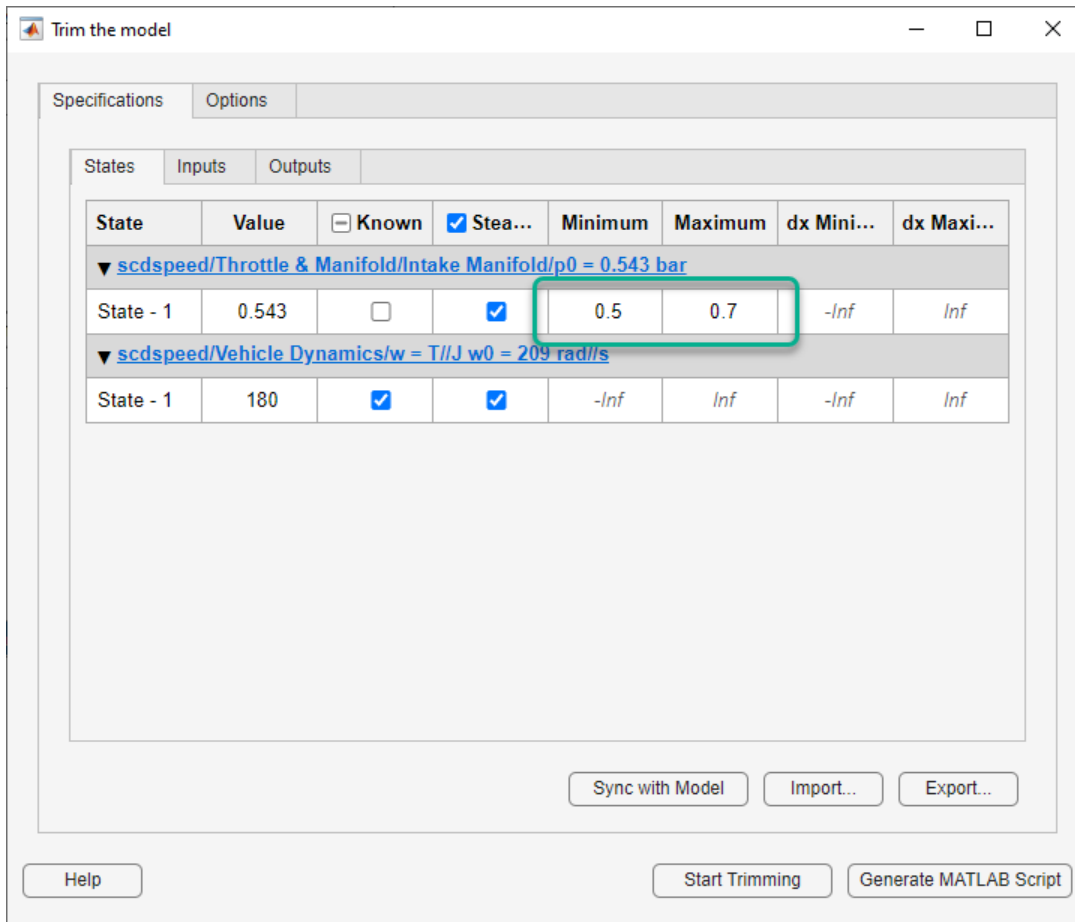 Trim the model
Specifications Options
States Inputs Outputs
State Value Known Stea... Minimum Maximum dx Mini... dx Maxi...
scdspeed/Throttle & Manifold/Intake Manifold/p0 = 0.543 bar
State - 1 0.543 0.5 0.7 -Inf Inf
scdspeed/Vehicle Dynamics/w = T//J w0 = 209 rad//s
State - 1 180 -Inf Inf -Inf Inf
Sync with Model Import... Export...
Help Start Trimming Generate MATLAB Script